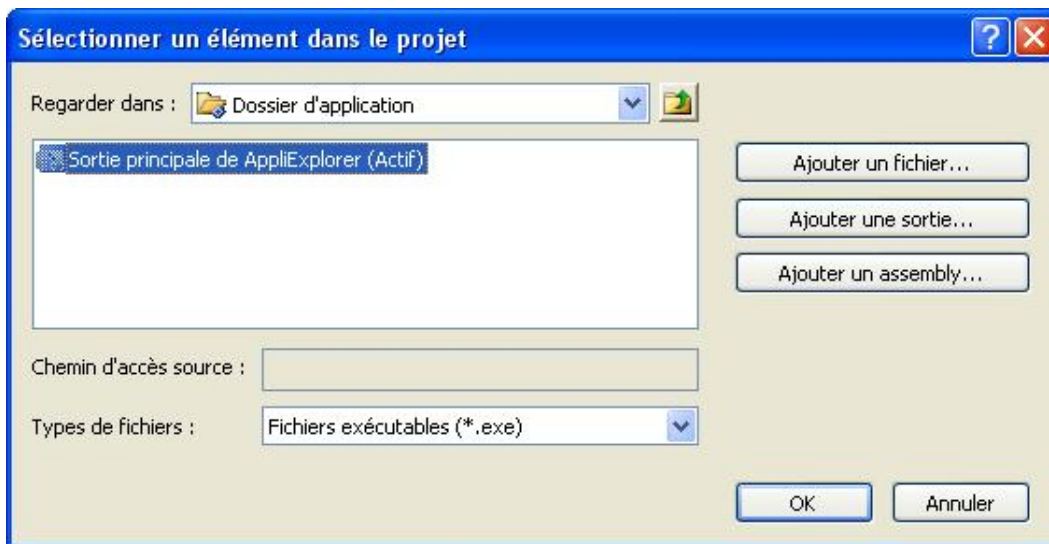 Sélectionner un élément dans le projet
Regarder dans : Dossier d'application
Sortie principale de AppliExplorer (Actif)
Ajouter un fichier...
Ajouter une sortie...
Ajouter un assembly...
Chemin d'accès source :
Types de fichiers : Fichiers exécutables (*.exe)
OK Annuler